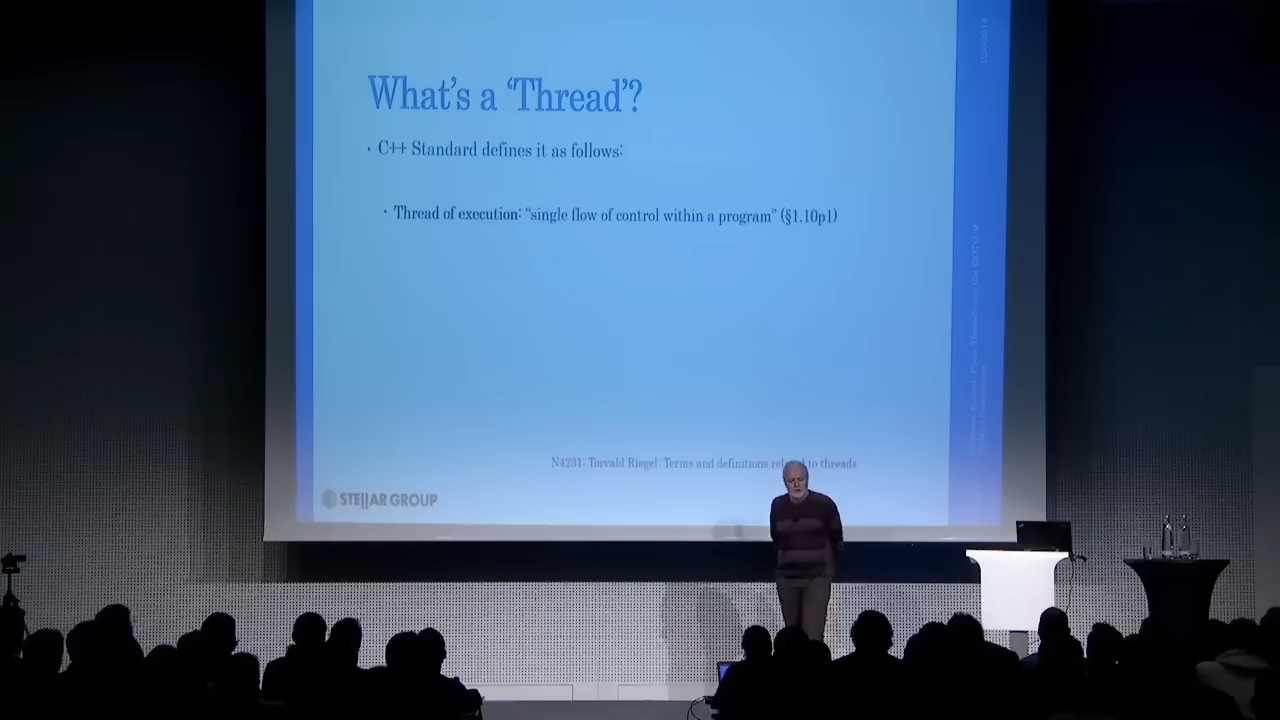 What's a 'Thread'?
• C++ Standard defines it as follows:
• Thread of execution: “single flow of control within a program” (§1.10p1)
N4231: Torvald Riegel: Terms and definitions to threads
STE||AR GROUP